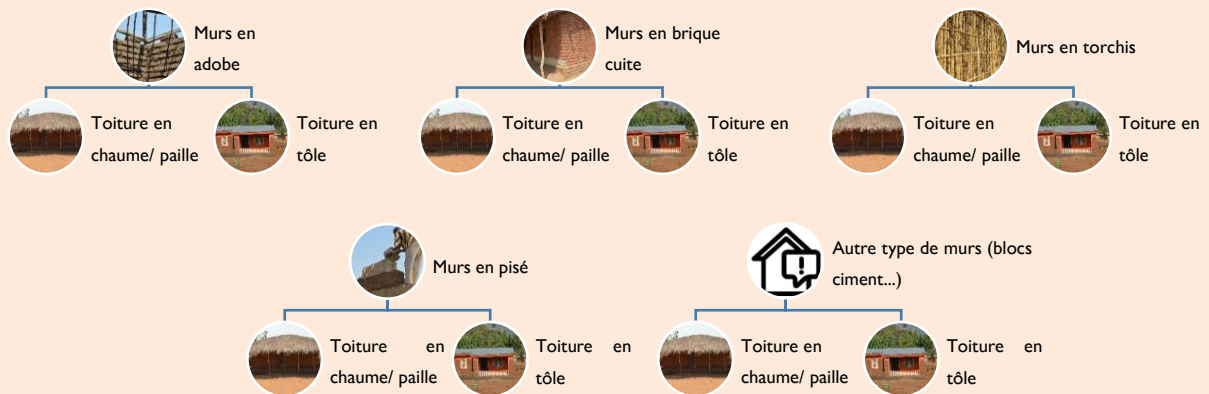 Murs en
adobe
Toiture en
chaume/ paille
Toiture en
tôle
Murs en brique
cuite
Toiture en
chaume/ paille
Toiture en
tôle
Murs en torchis
Toiture en
chaume/ paille
Toiture en
tôle
Murs en pisé
Toiture en
chaume/ paille
Toiture en
tôle
Autre type de murs (blocs
ciment...)
Toiture en
chaume/ paille
Toiture en
tôle